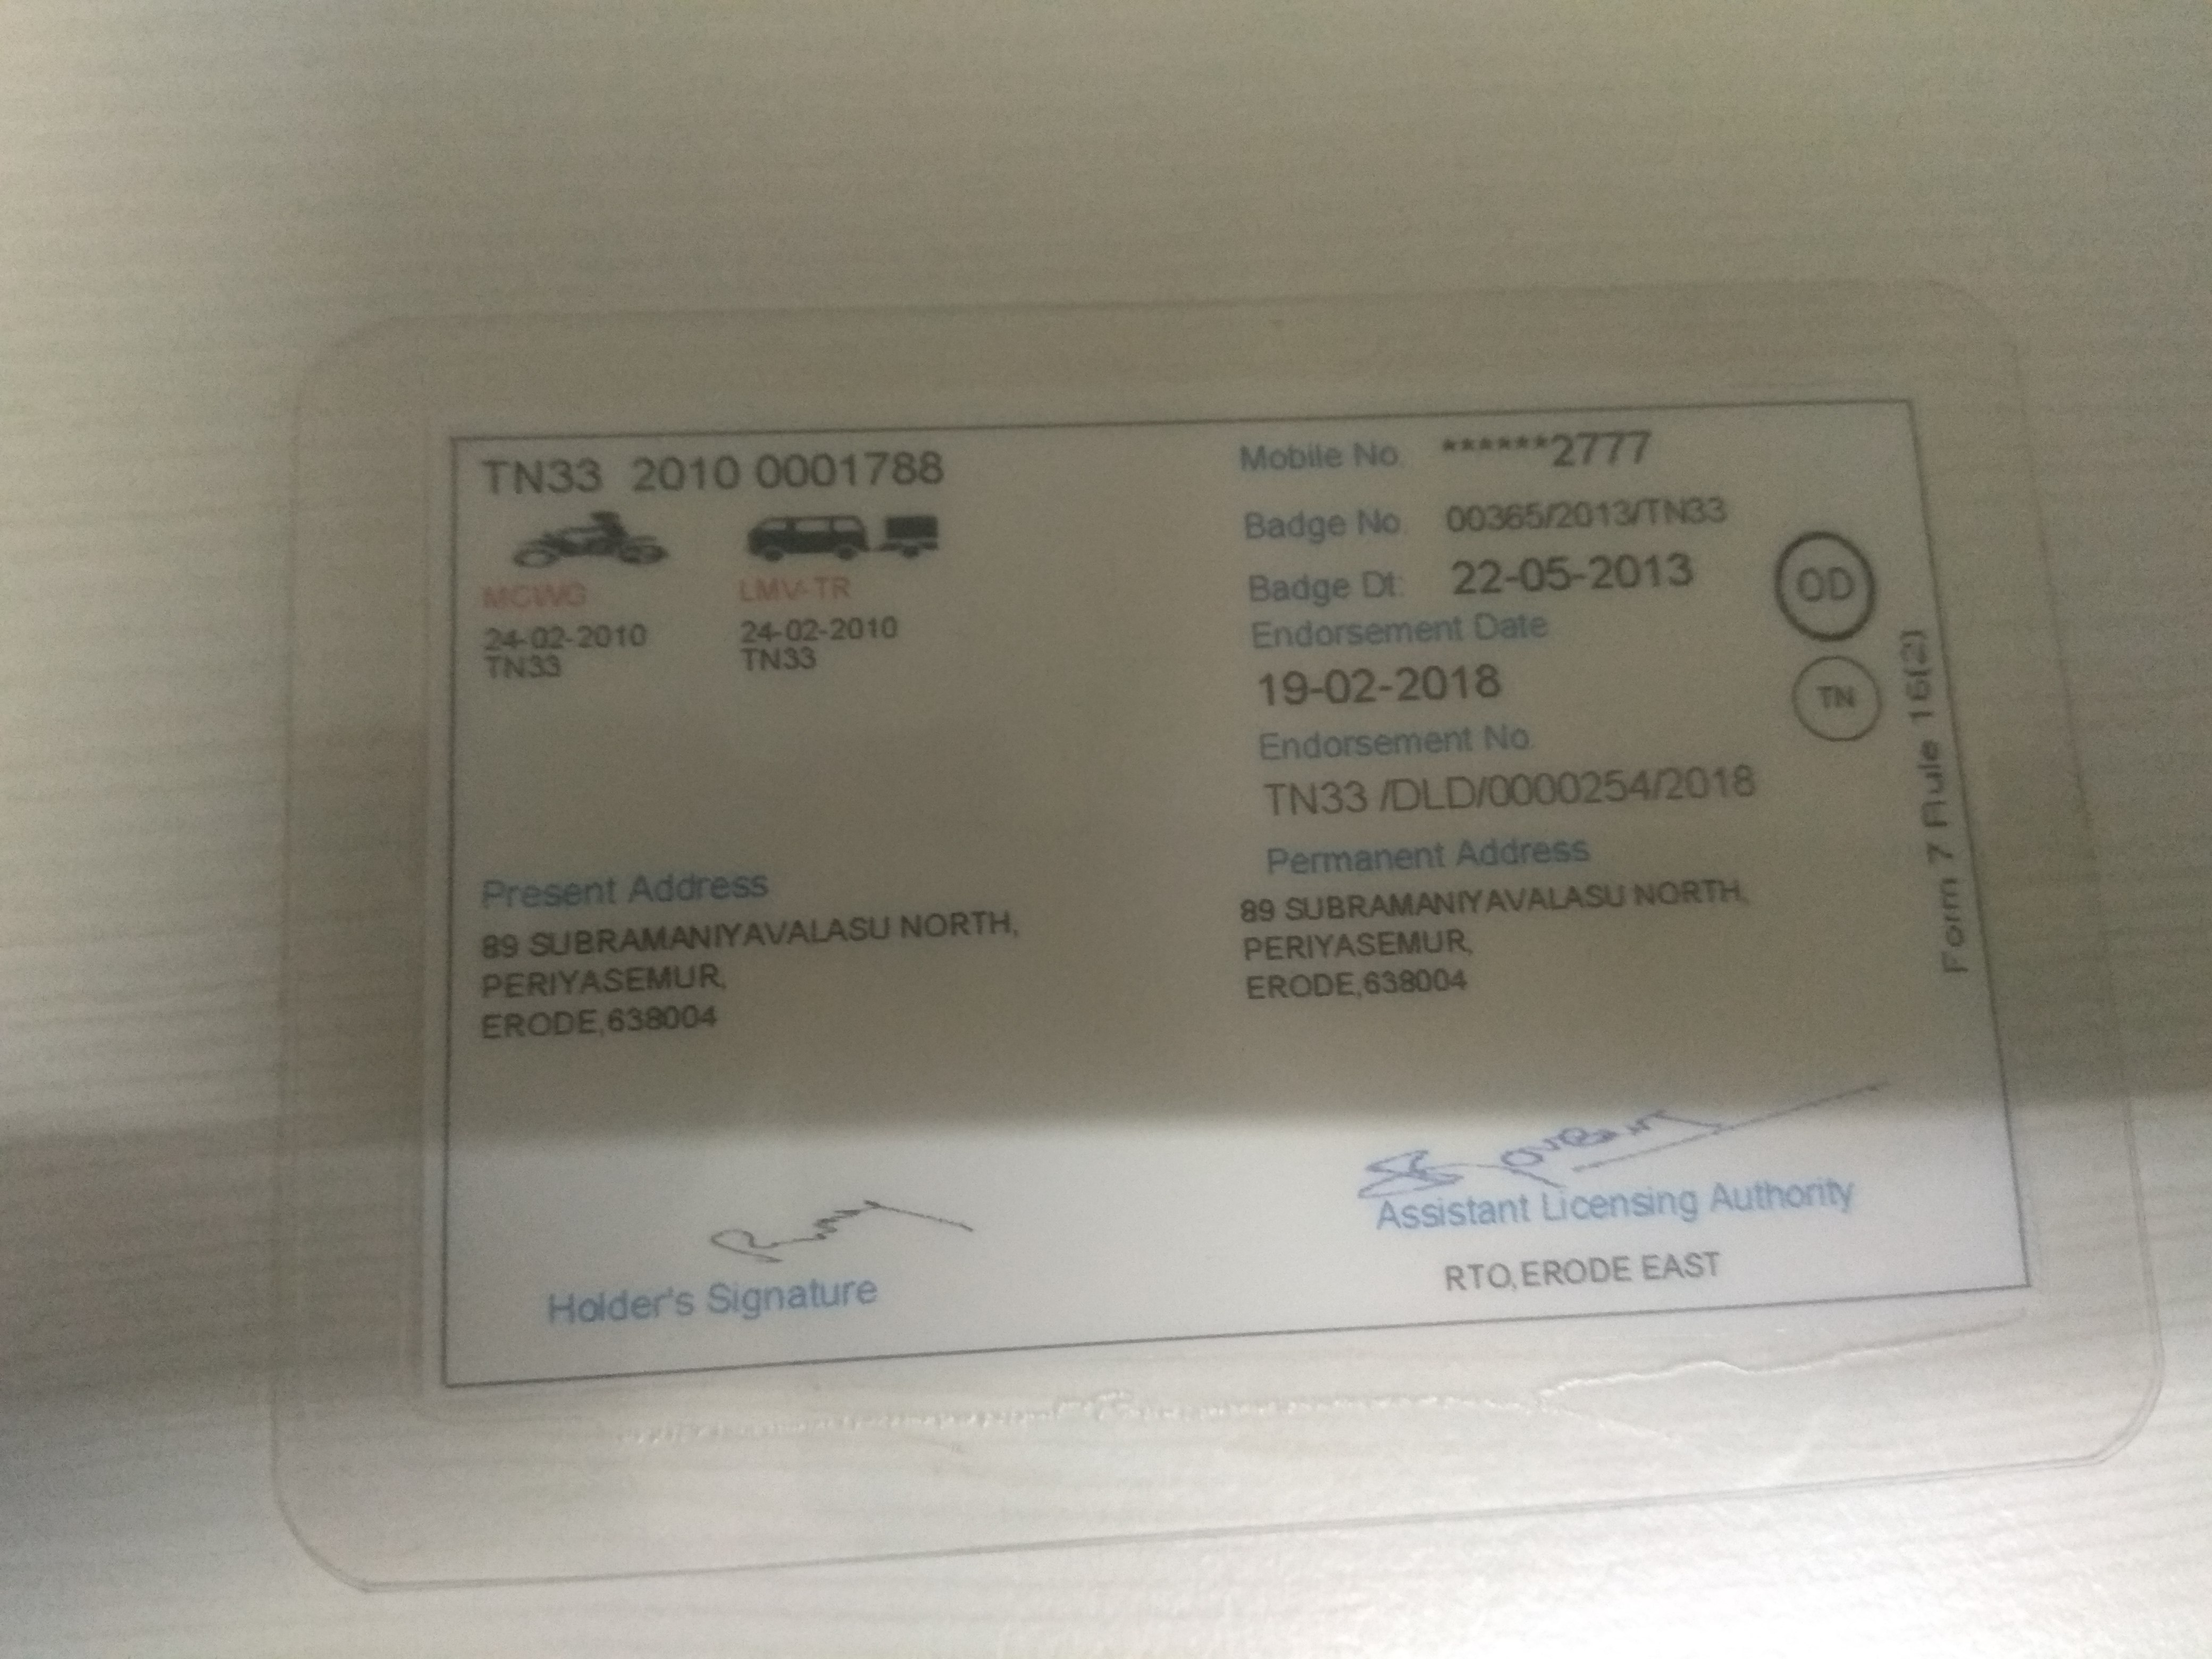 TN33 2010 0001788
MCWG LMV-TR
24-02-2010 24-02-2010
TN33 TN33
Mobile No. ******2777
Badge No. 00365/2013/TN33
Badge Dt: 22-05-2013
Endorsement Date
19-02-2018
Endorsement No.
TN33 /DLD/0000254/2018
OD
TN
Form 7 Rule 16(2)
Present Address
89 SUBRAMANIYAVALASU NORTH,
PERIYASEMUR,
ERODE,638004
Permanent Address
89 SUBRAMANIYAVALASU NORTH,
PERIYASEMUR,
ERODE,638004
Holder's Signature
Assistant Licensing Authority
RTO,ERODE EAST